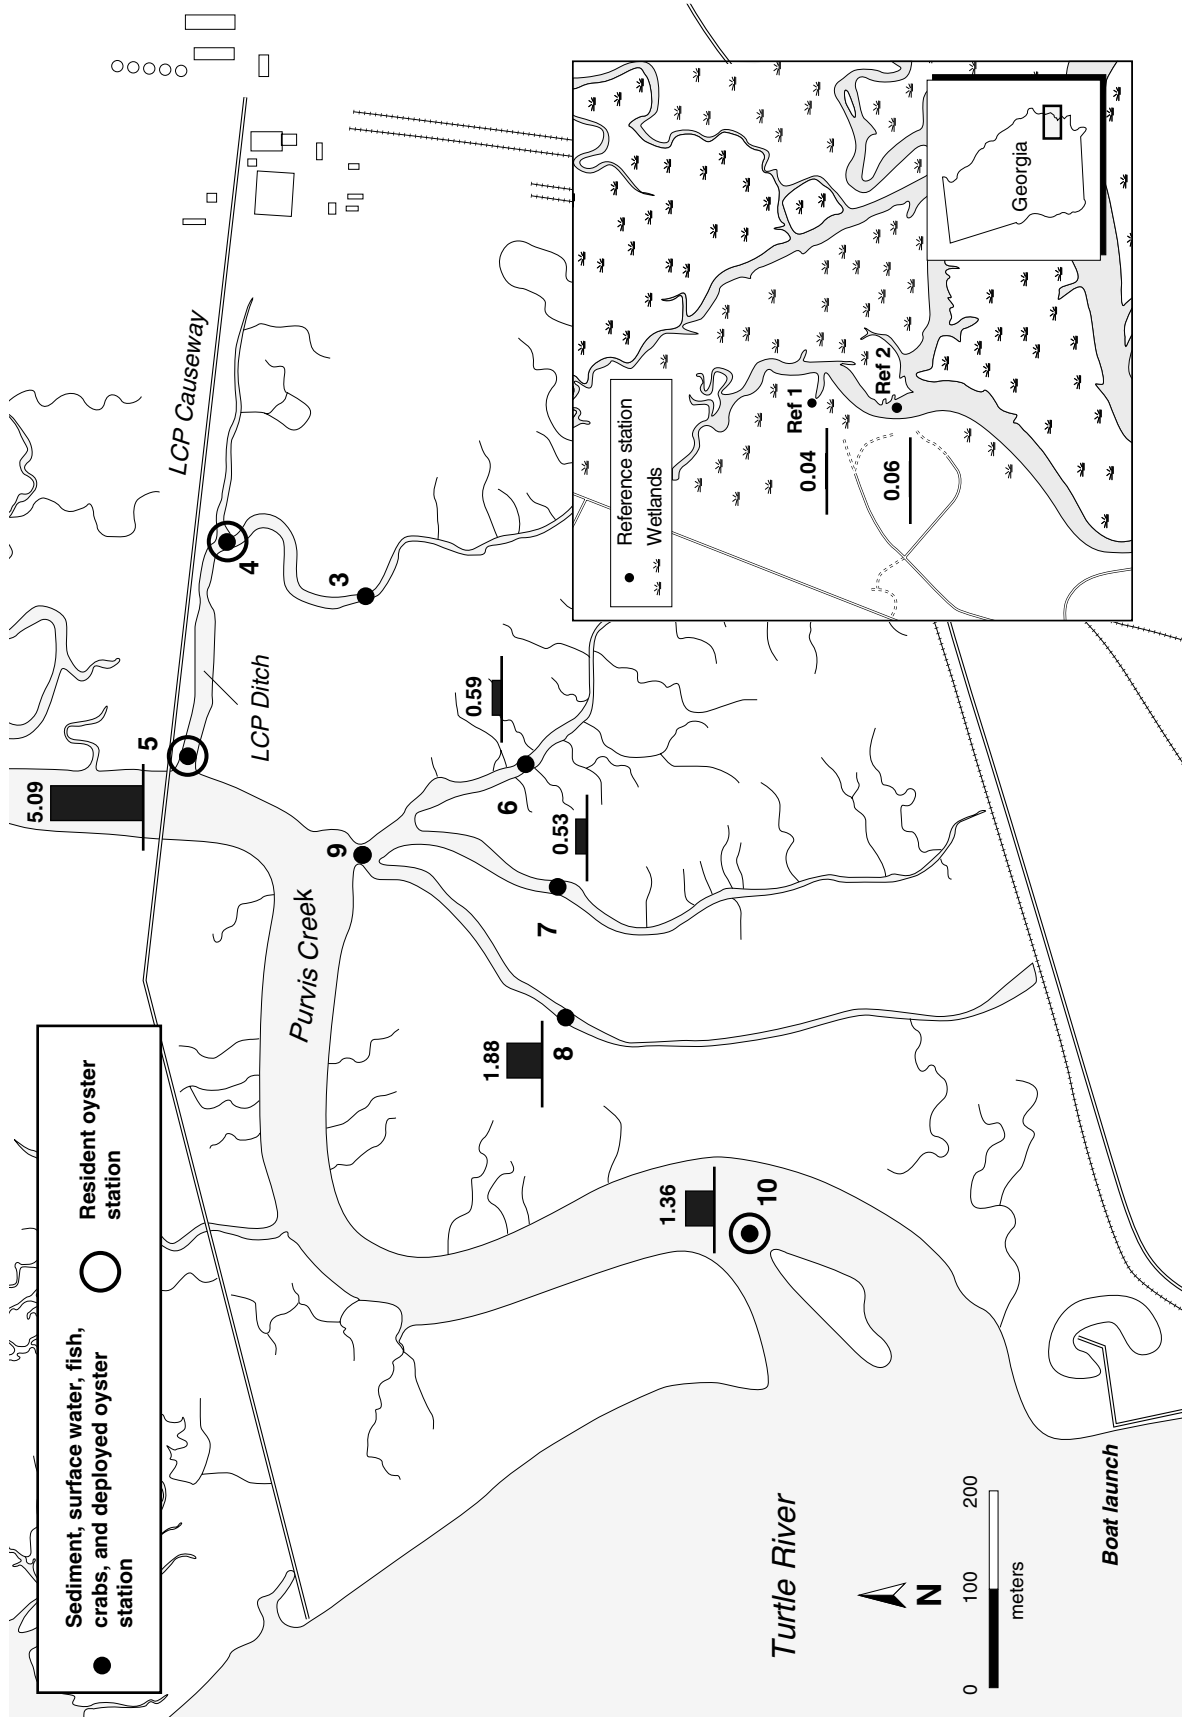 Sediment, surface water, fish,
crabs, and deployed oyster
station
Resident oyster
station
5.09
5
LCP Causeway
LCP Ditch
4
3
Purvis Creek
9
0.59
6
0.53
7
1.88
8
1.36
10
Reference station
Wetlands
Ref 1
0.04
Ref 2
0.06
Georgia
Turtle River
N
0
100
200
meters
Boat launch